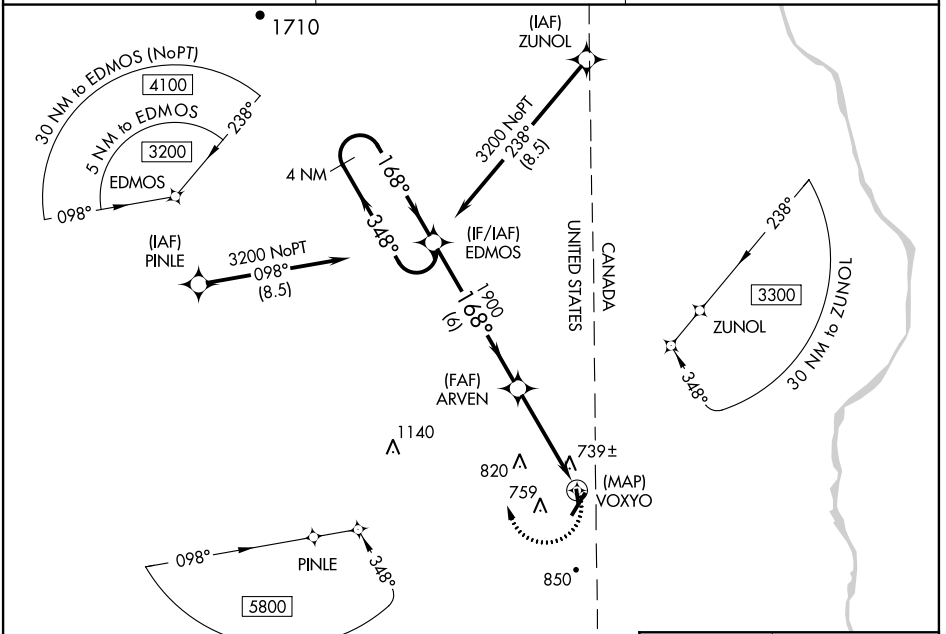 1710
(IAF)
ZUNOL
30 NM to EDMOS (NoPT)
4100
5 NM to EDMOS
3200
238°
EDMOS
098°
3200 NoPT
238°
(8.5)
4 NM
168°
348°
(IF/IAF)
EDMOS
(IAF)
PINLE
3200 NoPT
098°
(8.5)
UNITED STATES
CANADA
238°
3300
ZUNOL
30 NM to ZUNOL
348°
1900
168°
(6)
(FAF)
ARVEN
1140
820
739±
759
(MAP)
VOXYO
850
098°
PINLE
348°
5800